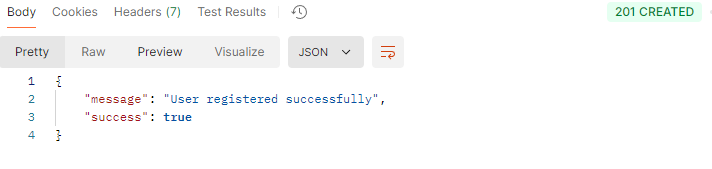 Body Cookies Headers (7) Test Results 201 CREATED
Pretty Raw Preview Visualize JSON
1 {
2 "message": "User registered successfully",
3 "success": true
4 }